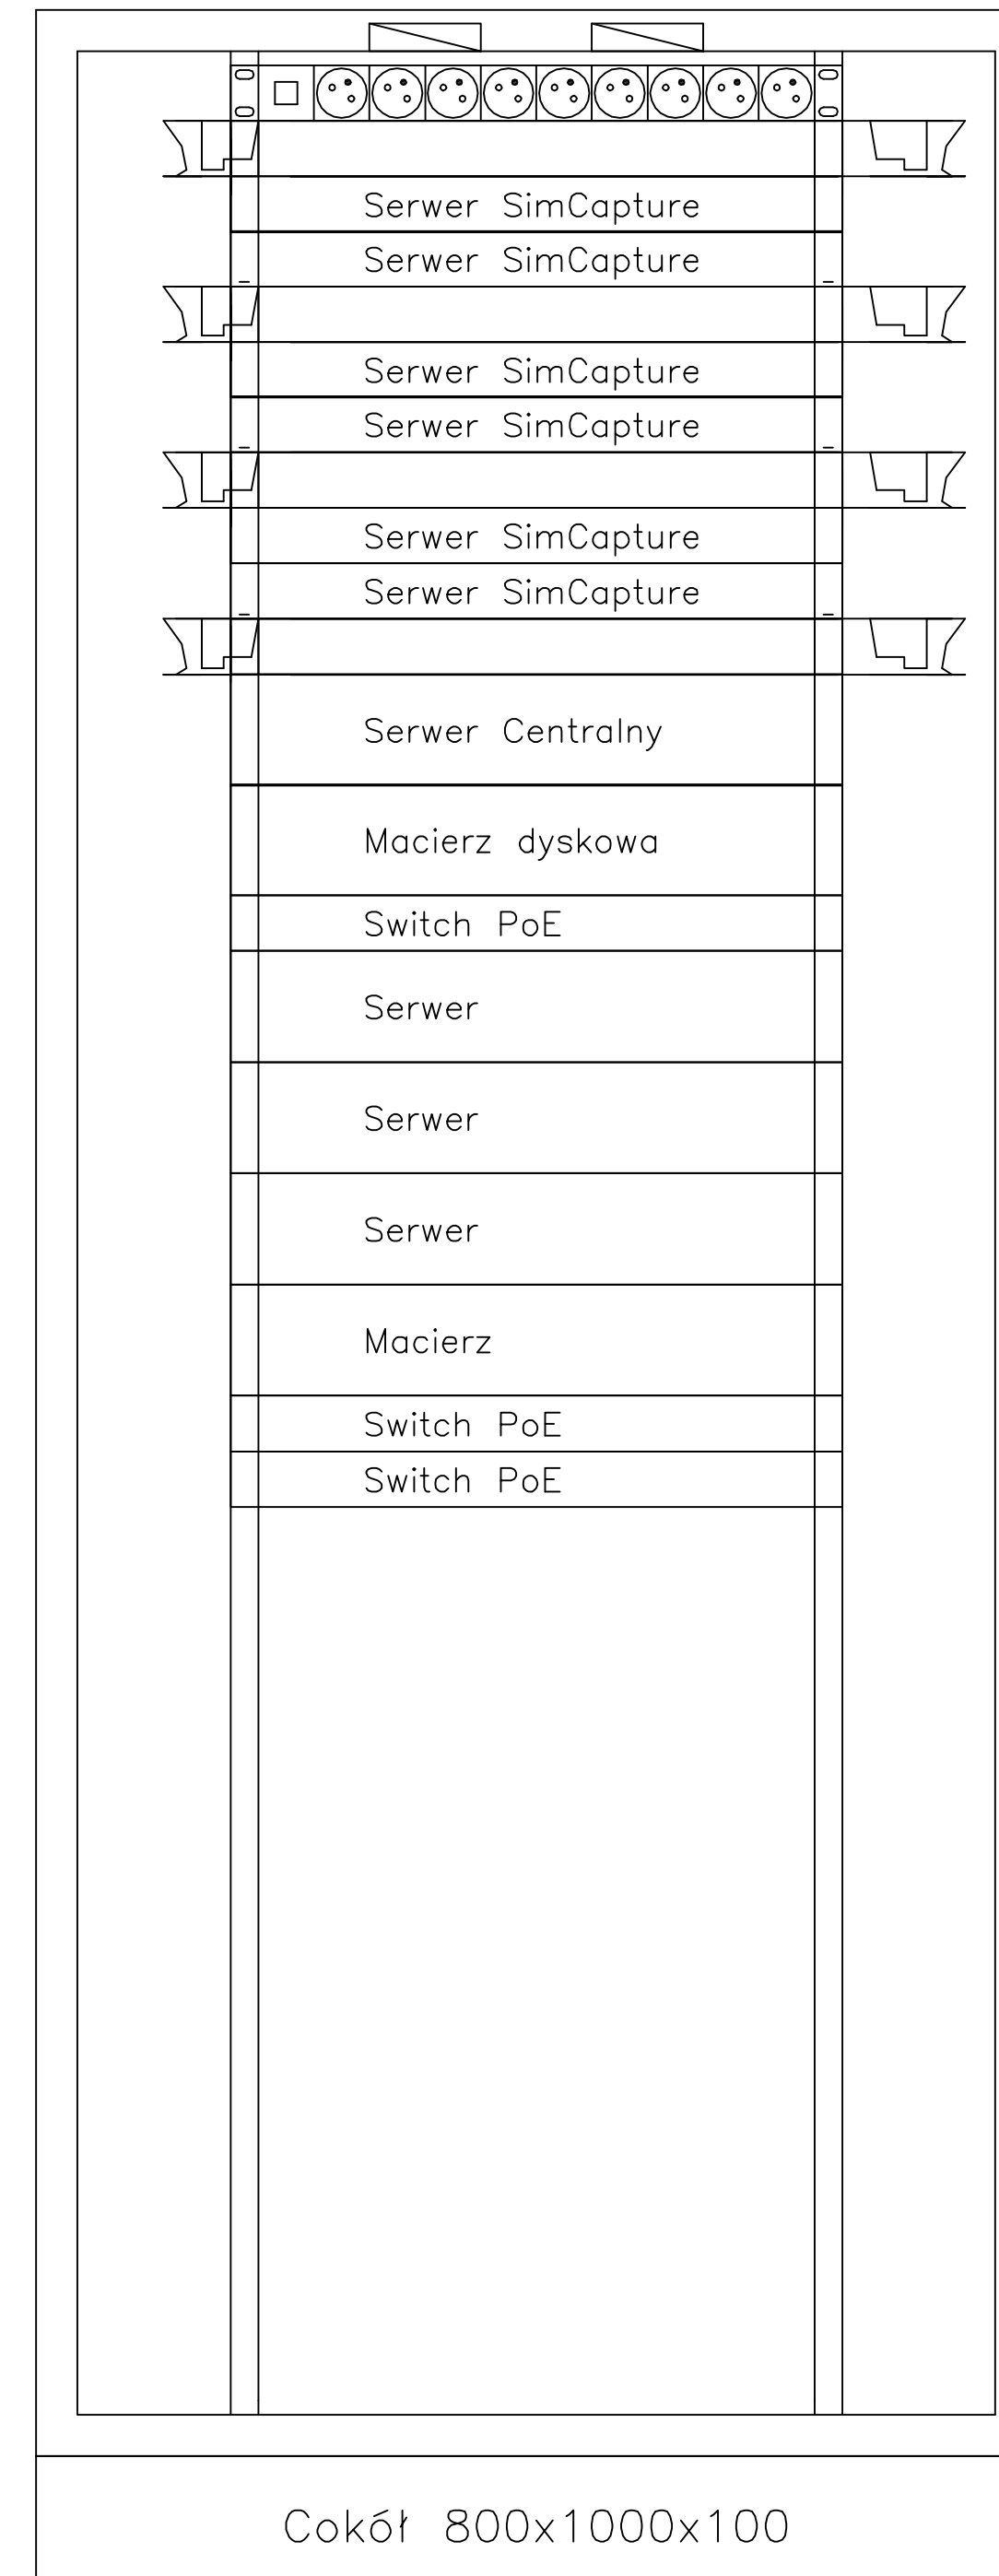 Serwer SimCapture
Serwer SimCapture
Serwer SimCapture
Serwer SimCapture
Serwer SimCapture
Serwer SimCapture
Serwer Centralny
Macierz dyskowa
Switch PoE
Serwer
Serwer
Serwer
Macierz
Switch PoE
Switch PoE
Cokół 800x1000x100